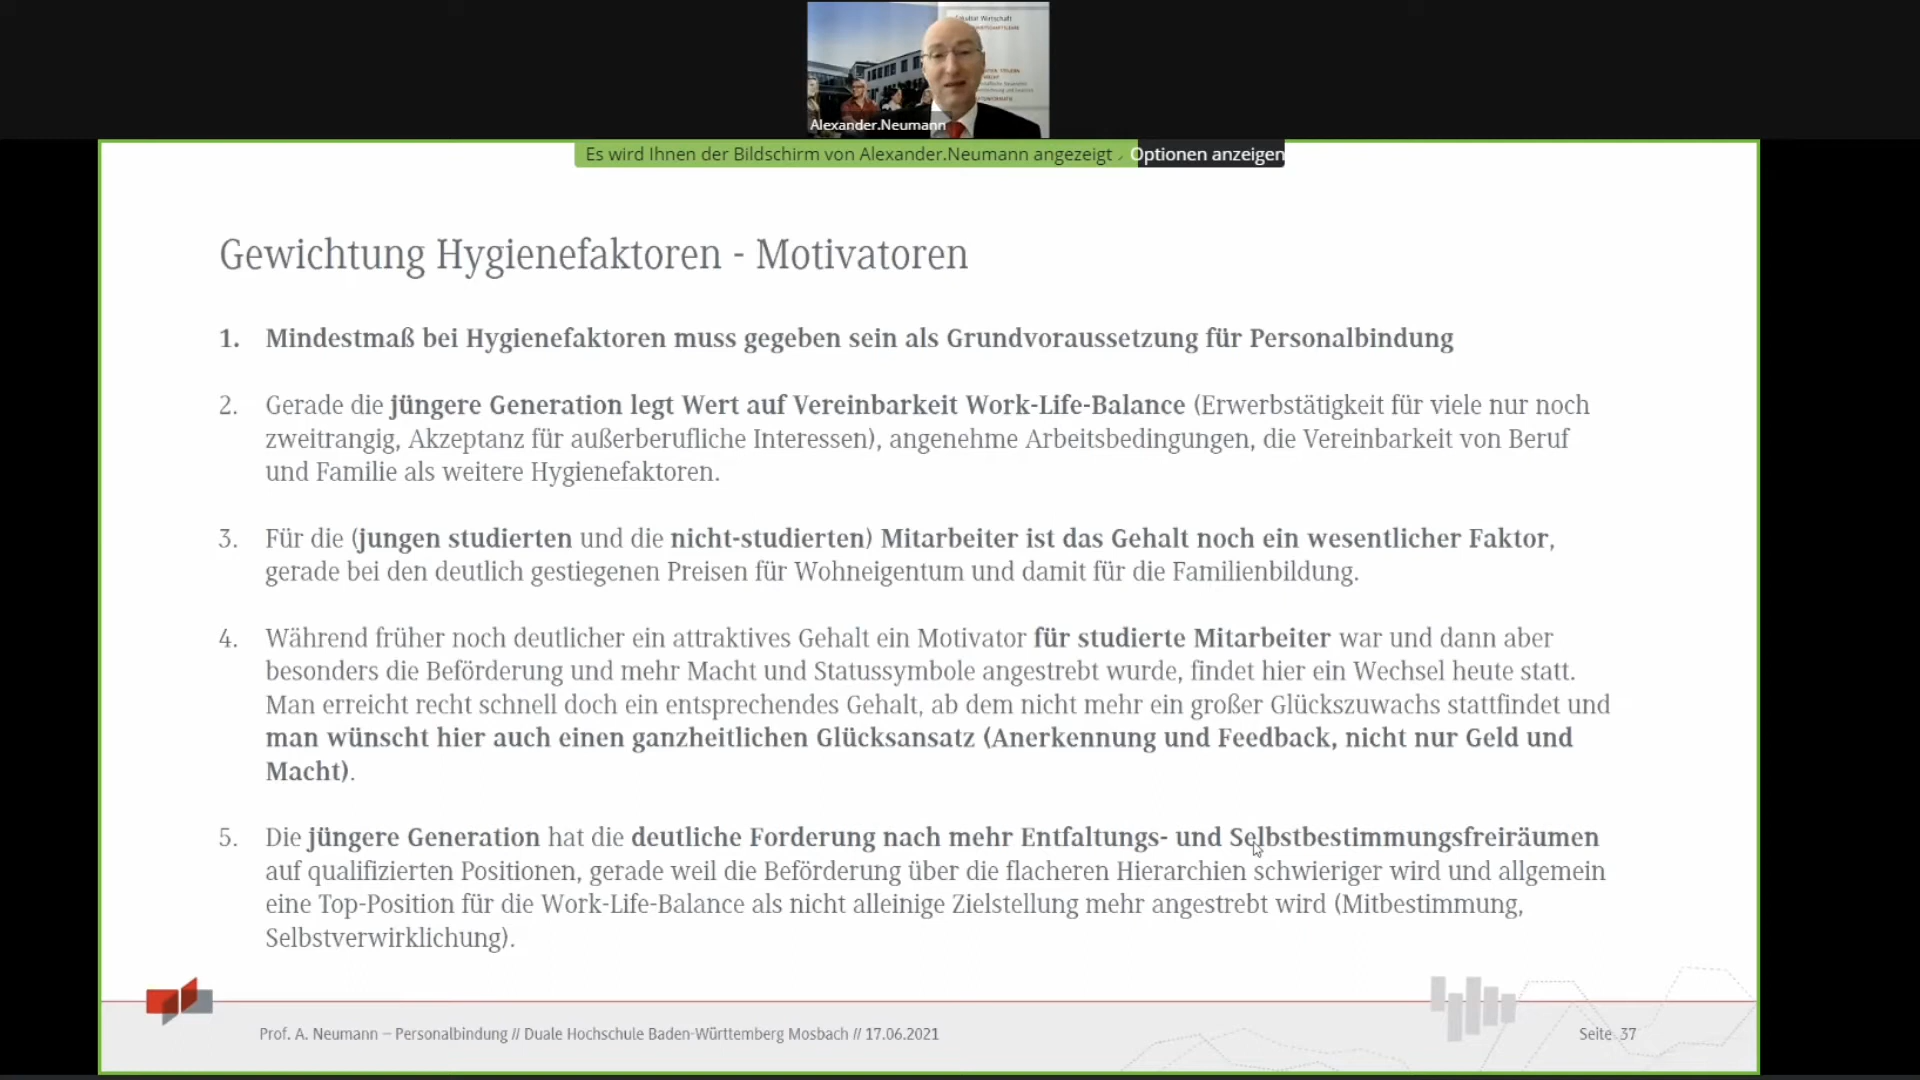 Fakultät Wirtschaft
Alexander.Neumann
Es wird Ihnen der Bildschirm von Alexander.Neumann angezeigt
Optionen anzeigen
Gewichtung Hygienefaktoren - Motivatoren
1. Mindestmaß bei Hygienefaktoren muss gegeben sein als Grundvoraussetzung für Personalbindung
2. Gerade die jüngere Generation legt Wert auf Vereinbarkeit Work-Life-Balance (Erwerbstätigkeit für viele nur noch
zweitrangig, Akzeptanz für außerberufliche Interessen), angenehme Arbeitsbedingungen, die Vereinbarkeit von Beruf
und Familie als weitere Hygienefaktoren.
3. Für die (jungen studierten und die nicht-studierten) Mitarbeiter ist das Gehalt noch ein wesentlicher Faktor,
gerade bei den deutlich gestiegenen Preisen für Wohneigentum und damit für die Familienbildung.
4. Während früher noch deutlicher ein attraktives Gehalt ein Motivator für studierte Mitarbeiter war und dann aber
besonders die Beförderung und mehr Macht und Statussymbole angestrebt wurde, findet hier ein Wechsel heute statt.
Man erreicht recht schnell doch ein entsprechendes Gehalt, ab dem nicht mehr ein großer Glückszuwachs stattfindet und
man wünscht hier auch einen ganzheitlichen Glücksansatz (Anerkennung und Feedback, nicht nur Geld und
Macht).
5. Die jüngere Generation hat die deutliche Forderung nach mehr Entfaltungs- und Selbstbestimmungsfreiräumen
auf qualifizierten Positionen, gerade weil die Beförderung über die flacheren Hierarchien schwieriger wird und allgemein
eine Top-Position für die Work-Life-Balance als nicht alleinige Zielstellung mehr angestrebt wird (Mitbestimmung,
Selbstverwirklichung).
Prof. A. Neumann – Personalbindung // Duale Hochschule Baden-Württemberg Mosbach // 17.06.2021
Seite 37